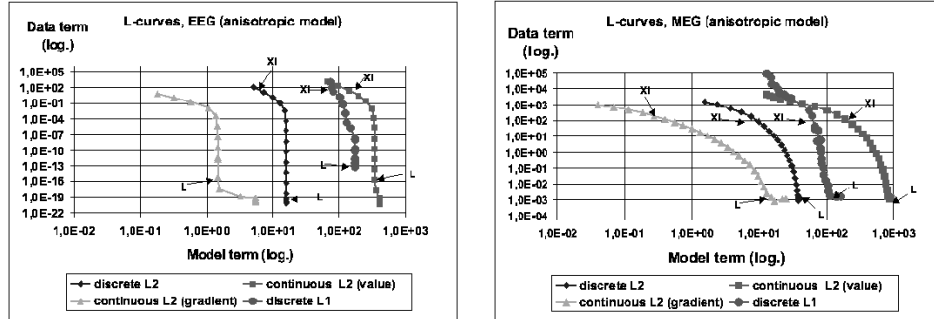 L-curves, EEG (anisotropic model)
Data term
(log.)
1,0E+05
1,0E+02
1,0E-01
1,0E-04
1,0E-07
1,0E-10
1,0E-13
1,0E-16
1,0E-19
1,0E-22
XI
XI
XI
L
L
L
L
1,0E-02 1,0E-01 1,0E+00 1,0E+01 1,0E+02 1,0E+03
Model term (log.)
discrete L2
continuous L2 (value)
continuous L2 (gradient)
discrete L1
L-curves, MEG (anisotropic model)
Data term
(log.)
1,0E+05
1,0E+04
1,0E+03
1,0E+02
1,0E+01
1,0E+00
1,0E-01
1,0E-02
1,0E-03
1,0E-04
XI
XI
XI
XI
L
L
L
L
1,0E-02 1,0E-01 1,0E+00 1,0E+01 1,0E+02 1,0E+03
Model term (log.)
discrete L2
continuous L2 (value)
continuous L2 (gradient)
discrete L1